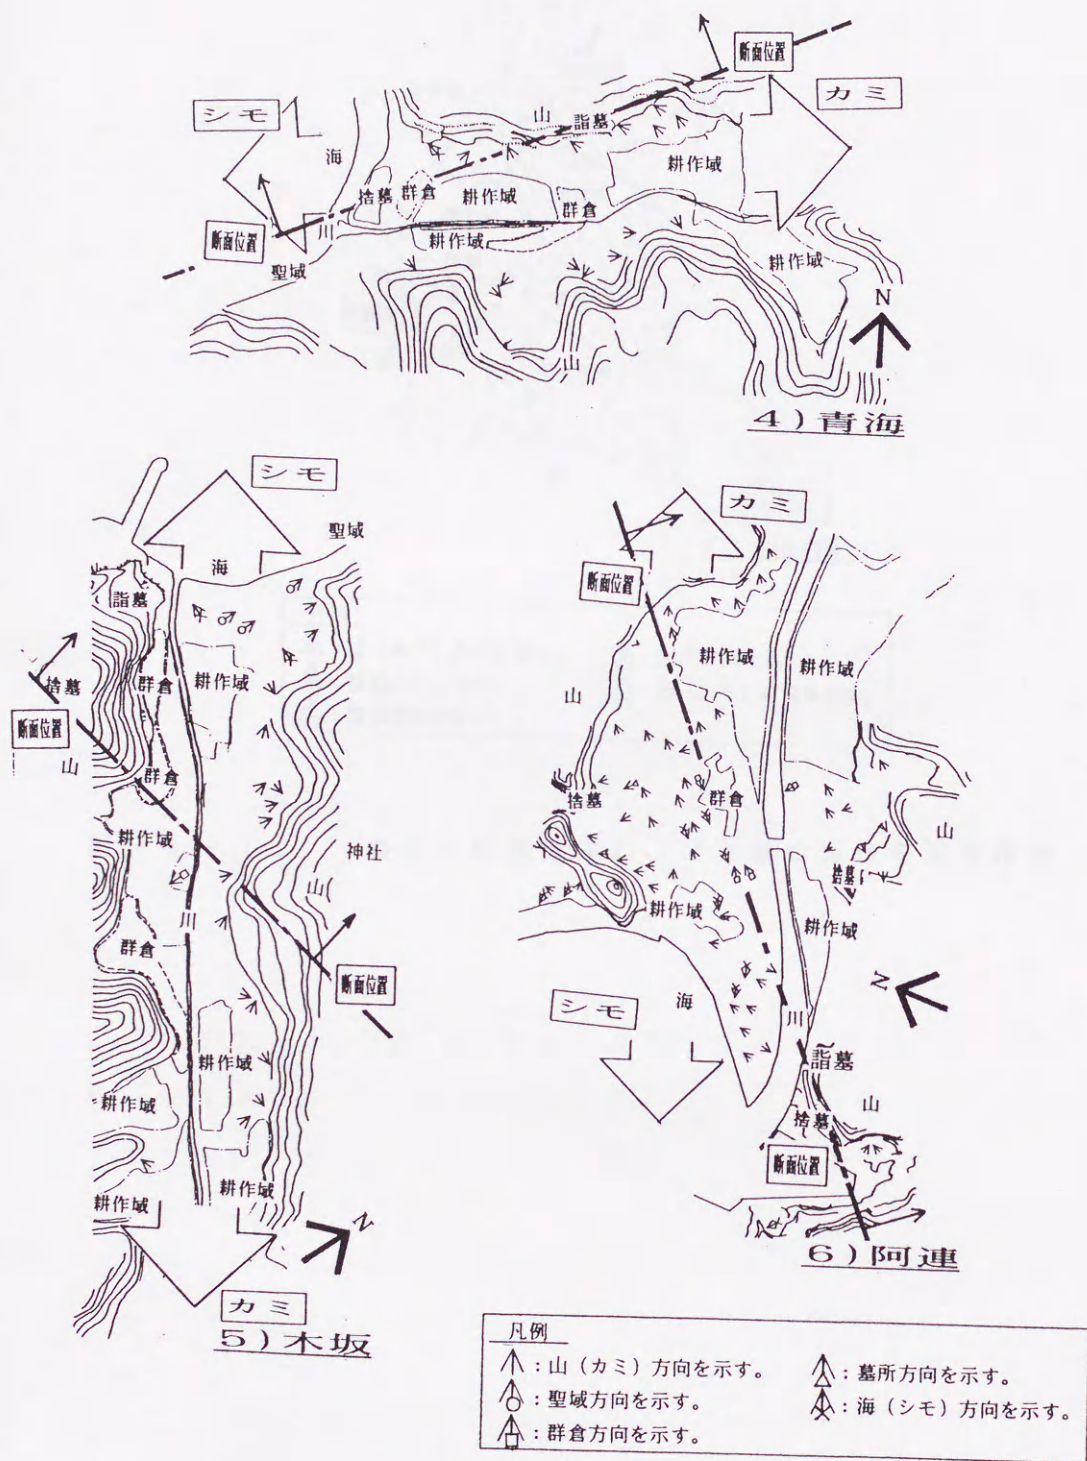 断面位置
カミ
シモ
山
詣墓
海
耕作域
捨墓
群倉
耕作域
群倉
川
断面位置
耕作域
耕作域
聖域
N
山
4)青海
シモ
聖域
海
詣墓
捨墓
群倉
耕作域
断面位置
山
群倉
耕作域
神社
山
川
群倉
断面位置
耕作域
耕作域
耕作域
耕作域
N
カミ
5)木坂
カミ
断面位置
耕作域
耕作域
山
捨墓
群倉
山
捨墓
耕作域
耕作域
シモ
海
N
川
詣墓
山
捨墓
断面位置
6)阿連
凡例
:山(カミ)方向を示す。
:墓所方向を示す。
:聖域方向を示す。
:海(シモ)方向を示す。
:群倉方向を示す。